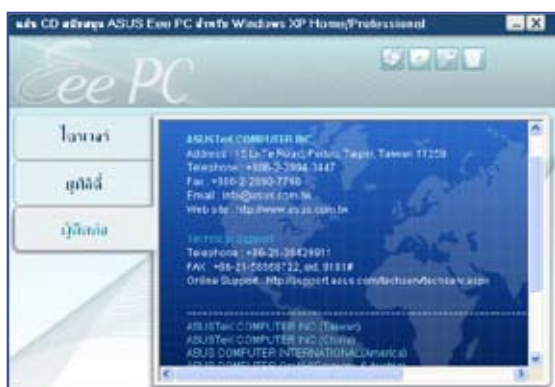 แผ่น CD สนับสนุน ASUS Eee PC สำหรับ Windows XP Home/Professional
Eee PC
ไดรเวอร์
ยูทิลิตี้
ผู้ติดต่อ
ASUSTeK COMPUTER INC
Address : 15 Li-Te Road, Peitou, Taipei, Taiwan 11259
Telephone : +886-2-2894-3447
Fax : +886-2-2890-7798
Email : info@asus.com.tw
Web site : http://www.asus.com.tw
Technical Support
Telephone : +86-21-38429911
FAX : +86-21-58668722, ext. 9101#
Online Support : http://support.asus.com/techserv/techserv.aspx
ASUSTeK COMPUTER INC (Taiwan)
ASUSTeK COMPUTER INC (China)
ASUS COMPUTER INTERNATIONAL(America)